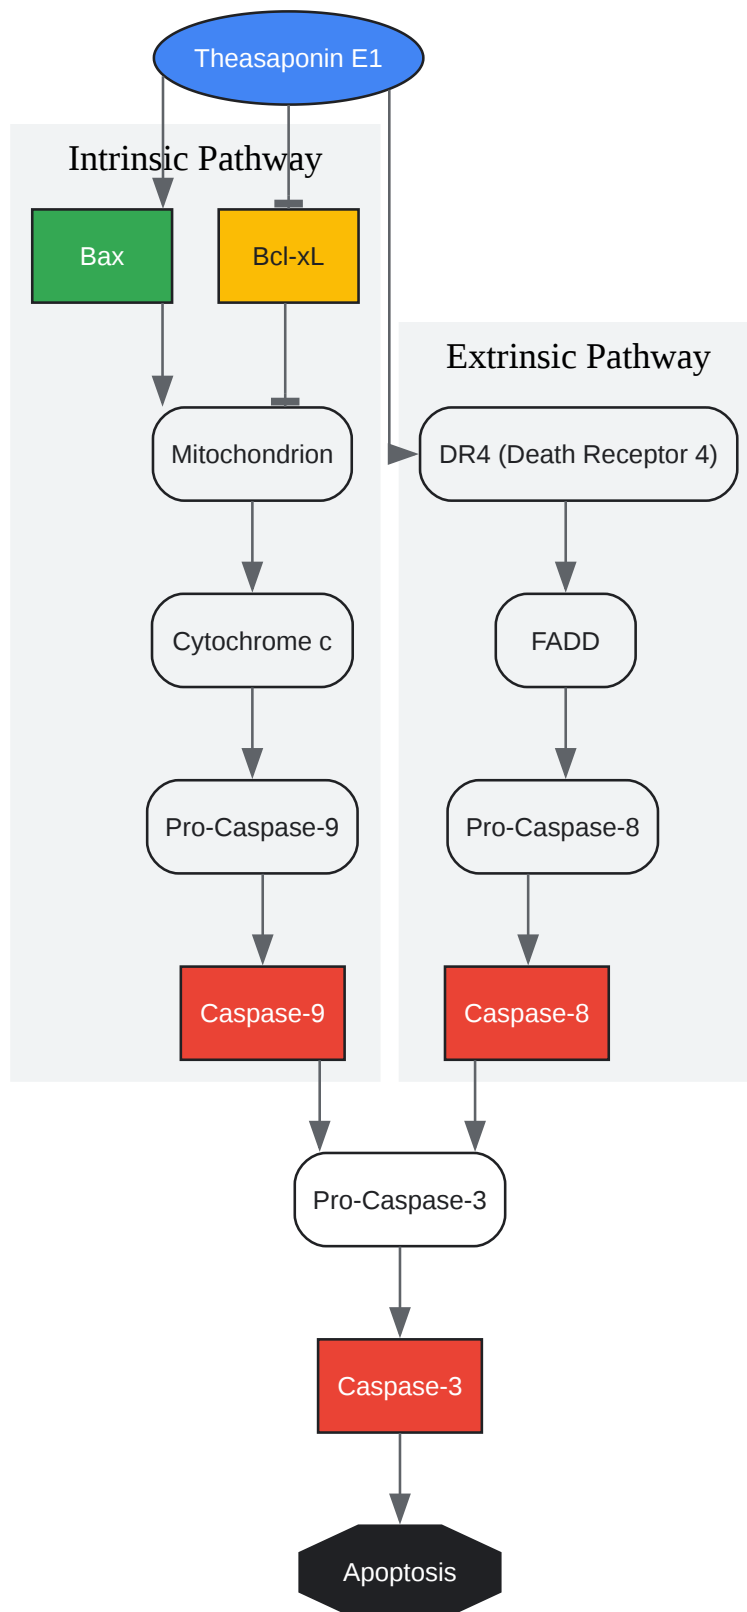 Theasaponin E1
Intrinsic Pathway
Bax
Bcl-xL
Extrinsic Pathway
Mitochondrion
DR4 (Death Receptor 4)
Cytochrome c
FADD
Pro-Caspase-9
Pro-Caspase-8
Caspase-9
Caspase-8
Pro-Caspase-3
Caspase-3
Apoptosis